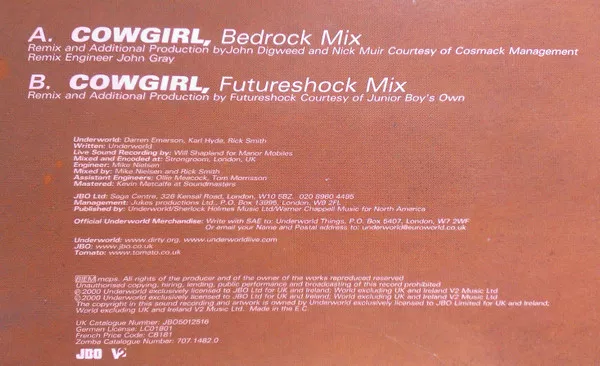 A. COWGIRL, Bedrock Mix
Remix and Additional Production by John Digweed and Nick Muir Courtesy of Cosmack Management
Remix Engineer John Gray
B. COWGIRL, Futureshock Mix
Remix and Additional Production by Futureshock Courtesy of Junior Boy's Own
Underworld: Darren Emerson, Karl Hyde, Rick Smith
Written: Underworld
Live Sound Recording by: Will Shapland for Manor Mobiles
Mixed and Encoded at: Strongroom, London, UK
Engineer: Mike Nielsen
Mixed by: Mike Nielsen and Rick Smith
Assistant Engineers: Ollie Meacock, Tom Morrisson
Mastered: Kevin Metcalfe at Soundmasters
JBO Ltd: Saga Centre, 326 Kensal Road, London, W10 5BZ. 020 8960 4495
Management: Jukes productions Ltd., P.O. Box 13995, London, W9 2FL
Published by: Underworld/Sherlock Holmes Music Ltd/Warner Chappell Music for North America
Official Underworld Merchandise: Write with SAE to: Underworld Things, P.O. Box 5407, London, W7 2WF
Or email your Name and Postal address to: underworld@euroworld.co.uk
Underworld: www.dirty.org. www.underworldlive.com
JBO: www.jbo.co.uk
Tomato: www.tomato.co.uk
BIEM mcps. All rights of the producer and of the owner of the works reproduced reserved
Unauthorised copying, hiring, lending, public performance and broadcasting of this record prohibited
℗2000 Underworld exclusively licensed to JBO Ltd for UK and Ireland; World excluding UK and Ireland V2 Music Ltd
©2000 Underworld exclusively licensed to JBO Ltd for UK and Ireland; World excluding UK and Ireland V2 Music Ltd
The copyright in this sound recording and artwork is owned by Underworld exclusively licensed to JBO Limited for UK and Ireland;
World excluding UK and Ireland V2 Music Ltd. Made in the E.C
UK Catalogue Number: JBO5012516
German License: LC01801
French Price Code: CB181
Zomba Catalogue Number: 707.1482.0
JBO V2